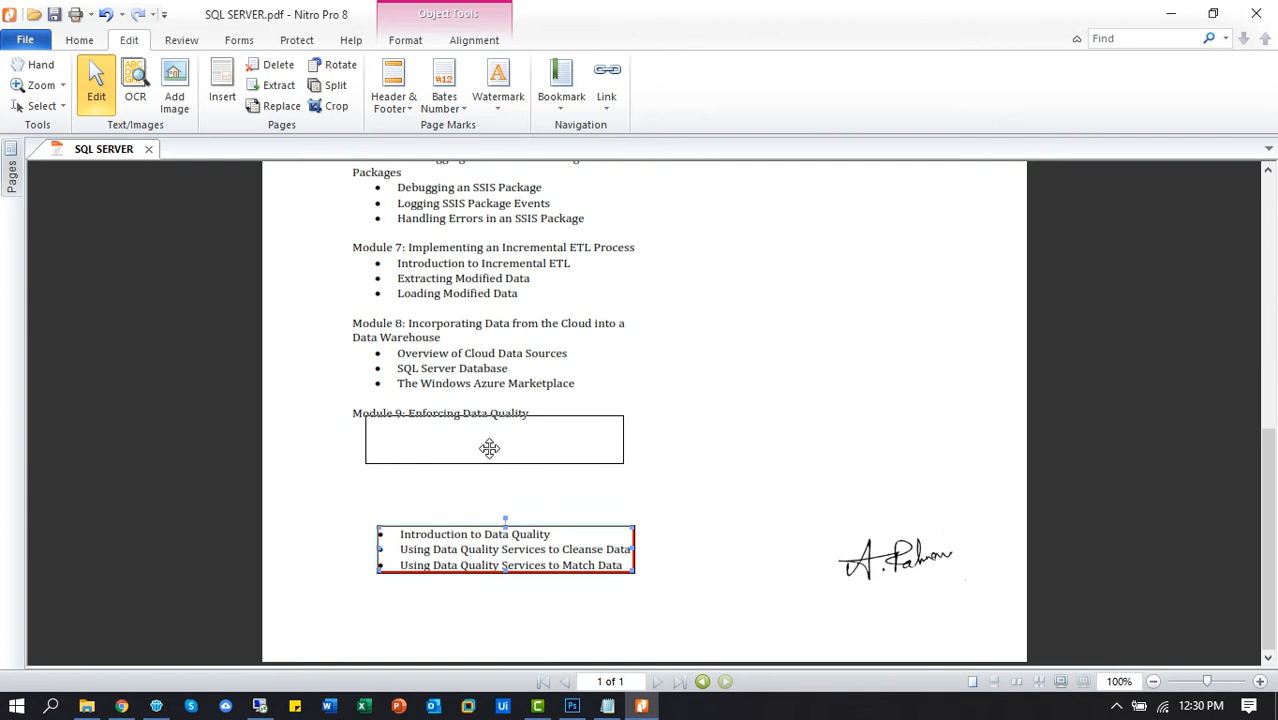 SQL SERVER.pdf - Nitro Pro 8
Object Tools
File
Home
Edit
Review
Forms
Protect
Help
Format
Alignment
Find
Hand
Zoom
Select
Tools
Edit
OCR
Add
Image
Text/Images
Insert
Delete
Extract
Replace
Rotate
Split
Crop
Pages
Header &
Footer
Bates
Number
Watermark
Page Marks
Bookmark
Link
Navigation
SQL SERVER
Pages
Packages
• Debugging an SSIS Package
• Logging SSIS Package Events
• Handling Errors in an SSIS Package
Module 7: Implementing an Incremental ETL Process
• Introduction to Incremental ETL
• Extracting Modified Data
• Loading Modified Data
Module 8: Incorporating Data from the Cloud into a
Data Warehouse
• Overview of Cloud Data Sources
• SQL Server Database
• The Windows Azure Marketplace
Module 9: Enforcing Data Quality
• Introduction to Data Quality
• Using Data Quality Services to Cleanse Data
• Using Data Quality Services to Match Data
1 of 1
100%
Ui
12:30 PM